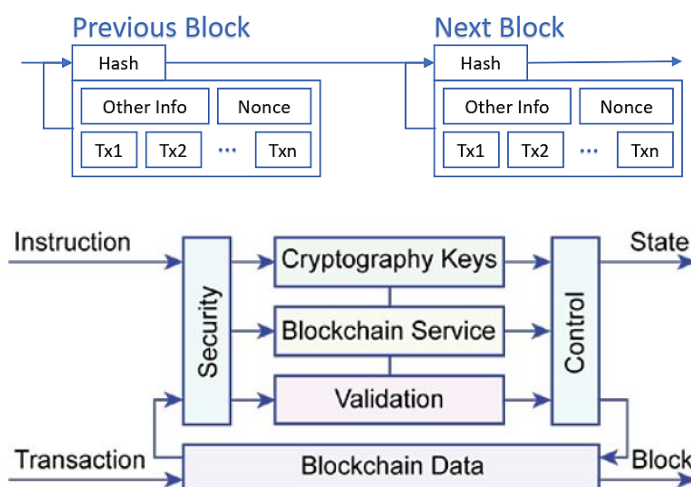 Previous Block Next Block
Hash Hash
Other Info Nonce Other Info Nonce
Tx1 Tx2 ... Txn Tx1 Tx2 ... Txn
Instruction Cryptography Keys State
Security Blockchain Service Control
Validation
Transaction Blockchain Data Block